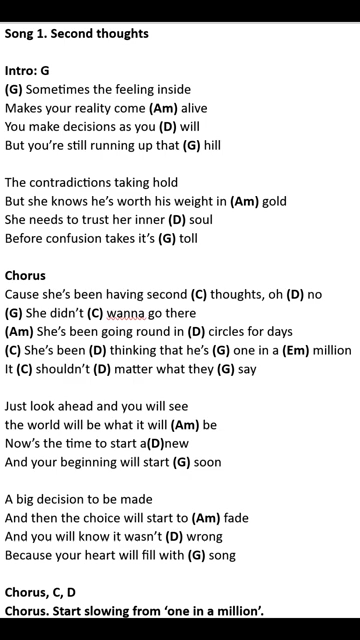 Song 1. Second thoughts
Intro: G
(G) Sometimes the feeling inside
Makes your reality come (Am) alive
You make decisions as you (D) will
But you're still running up that (G) hill
The contradictions taking hold
But she knows he's worth his weight in (Am) gold
She needs to trust her inner (D) soul
Before confusion takes it's (G) toll
Chorus
Cause she's been having second (C) thoughts, oh (D) no
(G) She didn't (C) wanna go there
(Am) She's been going round in (D) circles for days
(C) She's been (D) thinking that he's (G) one in a (Em) million
It (C) shouldn't (D) matter what they (G) say
Just look ahead and you will see
the world will be what it will (Am) be
Now's the time to start a(D)new
And your beginning will start (G) soon
A big decision to be made
And then the choice will start to (Am) fade
And you will know it wasn't (D) wrong
Because your heart will fill with (G) song
Chorus, C, D
Chorus. Start slowing from 'one in a million'.